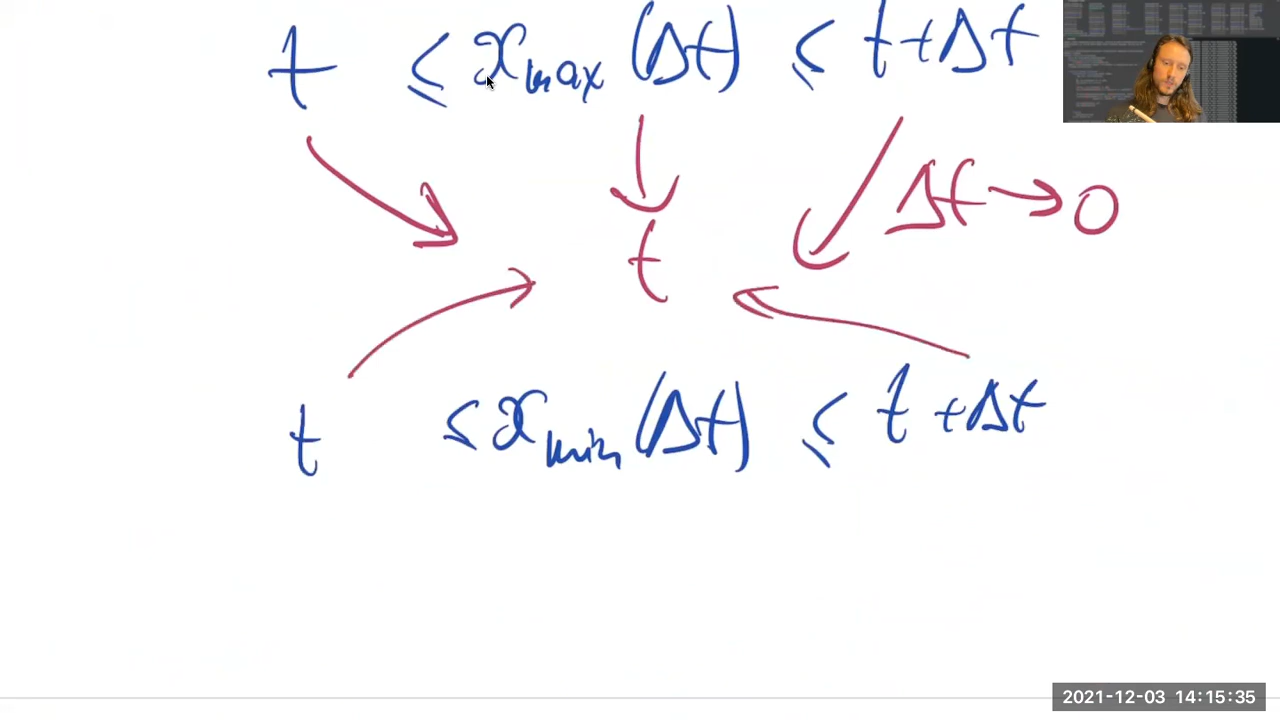 t ≤ x_max (Δt) ≤ t + Δt
Δt → 0
t
t ≤ x_min (Δt) ≤ t + Δt
2021-12-03 14:15:35